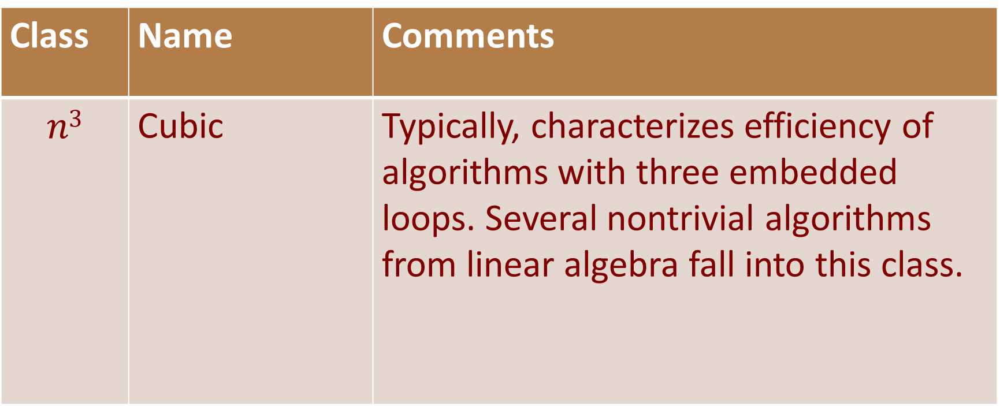 Class Name Comments
n³ Cubic Typically, characterizes efficiency of
algorithms with three embedded
loops. Several nontrivial algorithms
from linear algebra fall into this class.